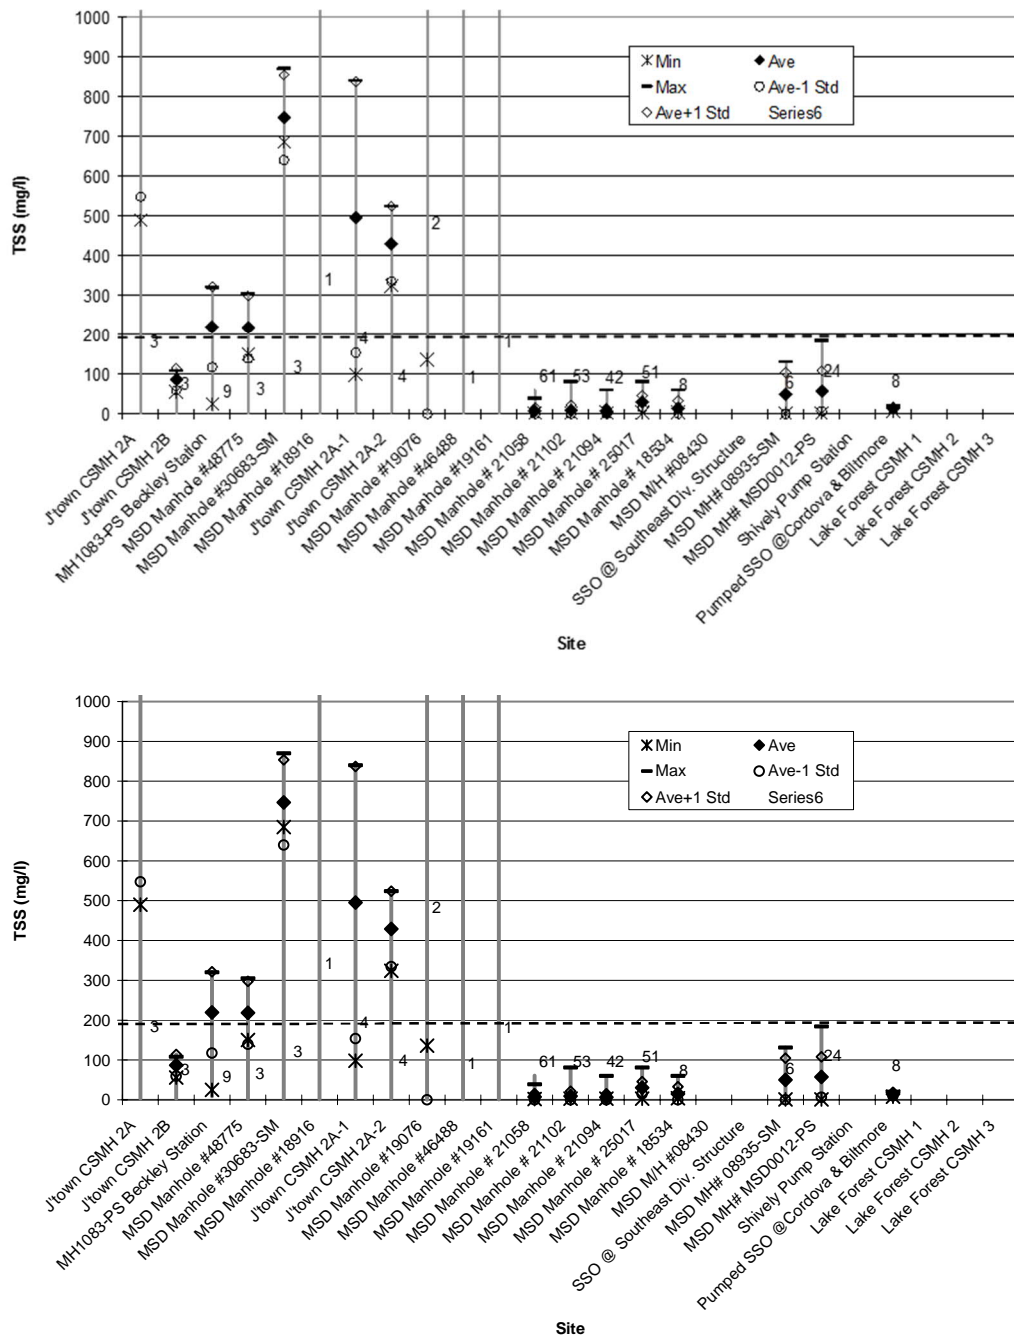 1000
900
800
700
600
500
400
300
200
100
0
TSS (mg/l)
Min
Ave
Max
Ave-1 Std
Ave+1 Std
Series6
3
3
9
3
3
1
4
4
2
1
1
61
53
42
51
8
6
24
8
J'town CSMH 2A
J'town CSMH 2B
MH1083-PS Beckley Station
MSD Manhole #48775
MSD Manhole #30683-SM
MSD Manhole #18916
J'town CSMH 2A-1
J'town CSMH 2A-2
MSD Manhole #19076
MSD Manhole #46488
MSD Manhole #19161
MSD Manhole # 21058
MSD Manhole # 21102
MSD Manhole # 21094
MSD Manhole # 25017
MSD Manhole # 18534
MSD M/H #08430
SSO @ Southeast Div. Structure
MSD MH# 08935-SM
MSD MH# MSD0012-PS
Shively Pump Station
Pumped SSO @Cordova & Biltmore
Lake Forest CSMH 1
Lake Forest CSMH 2
Lake Forest CSMH 3
Site
1000
900
800
700
600
500
400
300
200
100
0
TSS (mg/l)
Min
Ave
Max
Ave-1 Std
Ave+1 Std
Series6
3
3
9
3
3
1
4
4
2
1
1
61
53
42
51
8
6
24
8
J'town CSMH 2A
J'town CSMH 2B
MH1083-PS Beckley Station
MSD Manhole #48775
MSD Manhole #30683-SM
MSD Manhole #18916
J'town CSMH 2A-1
J'town CSMH 2A-2
MSD Manhole #19076
MSD Manhole #46488
MSD Manhole #19161
MSD Manhole # 21058
MSD Manhole # 21102
MSD Manhole # 21094
MSD Manhole # 25017
MSD Manhole # 18534
MSD M/H #08430
SSO @ Southeast Div. Structure
MSD MH# 08935-SM
MSD MH# MSD0012-PS
Shively Pump Station
Pumped SSO @Cordova & Biltmore
Lake Forest CSMH 1
Lake Forest CSMH 2
Lake Forest CSMH 3
Site